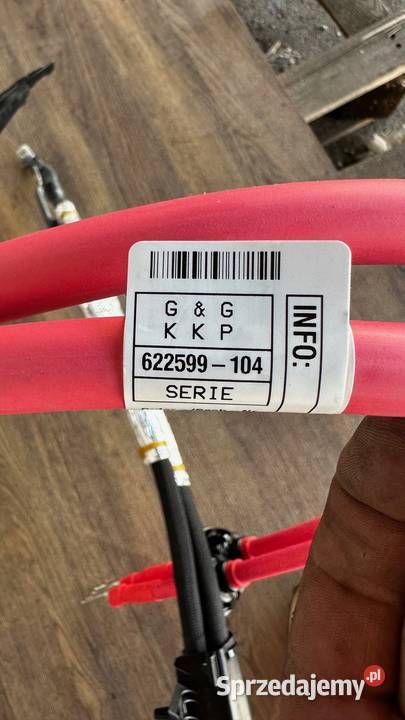 G & G
K K P
622599-104
SERIE
INFO:
Sprzedajemy.pl